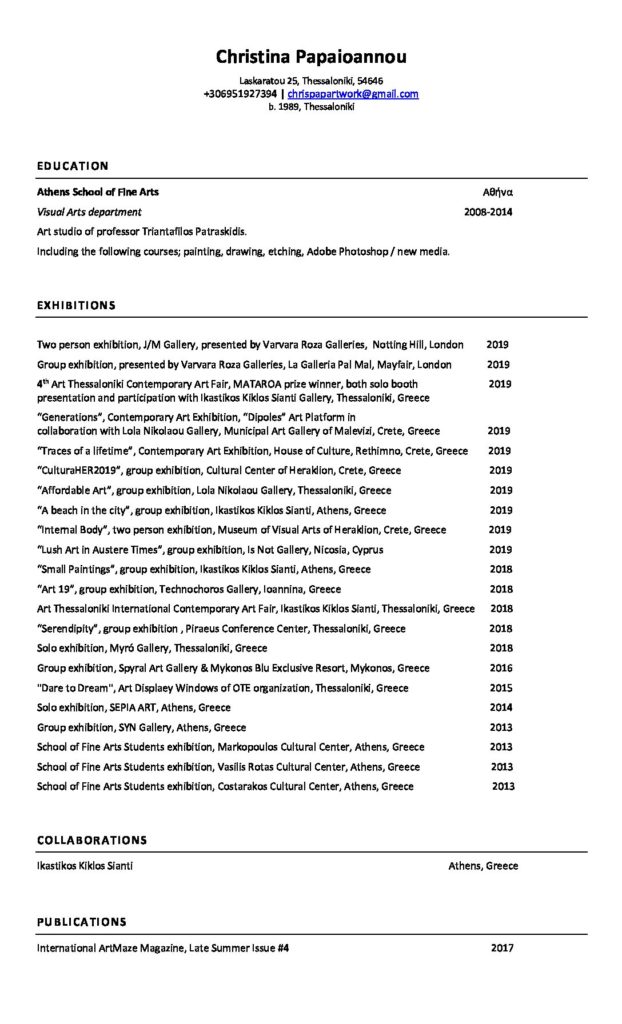 Christina Papaioannou
Laskaratou 25, Thessaloniki, 54646
+306951927394 | chrispapartwork@gmail.com
b. 1989, Thessaloniki
EDUCATION
Athens School of Fine Arts Αθήνα
Visual Arts department 2008-2014
Art studio of professor Triantafilos Patraskidis.
Including the following courses; painting, drawing, etching, Adobe Photoshop / new media.
EXHIBITIONS
Two person exhibition, J/M Gallery, presented by Varvara Roza Galleries, Notting Hill, London 2019
Group exhibition, presented by Varvara Roza Galleries, La Galleria Pal Mal, Mayfair, London 2019
4th Art Thessaloniki Contemporary Art Fair, MATAROA prize winner, both solo booth 2019
presentation and participation with Ikastikos Kiklos Sianti Gallery, Thessaloniki, Greece
“Generations”, Contemporary Art Exhibition, “Dipoles” Art Platform in
collaboration with Lola Nikolaou Gallery, Municipal Art Gallery of Malevizi, Crete, Greece 2019
“Traces of a lifetime”, Contemporary Art Exhibition, House of Culture, Rethimno, Crete, Greece 2019
“CulturaHER2019”, group exhibition, Cultural Center of Heraklion, Crete, Greece 2019
“Affordable Art”, group exhibition, Lola Nikolaou Gallery, Thessaloniki, Greece 2019
“A beach in the city”, group exhibition, Ikastikos Kiklos Sianti, Athens, Greece 2019
“Internal Body”, two person exhibition, Museum of Visual Arts of Heraklion, Crete, Greece 2019
“Lush Art in Austere Times”, group exhibition, Is Not Gallery, Nicosia, Cyprus 2019
“Small Paintings”, group exhibition, Ikastikos Kiklos Sianti, Athens, Greece 2018
“Art 19”, group exhibition, Technochoros Gallery, Ioannina, Greece 2018
Art Thessaloniki International Contemporary Art Fair, Ikastikos Kiklos Sianti, Thessaloniki, Greece 2018
“Serendipity”, group exhibition , Piraeus Conference Center, Thessaloniki, Greece 2018
Solo exhibition, Myró Gallery, Thessaloniki, Greece 2018
Group exhibition, Spyral Art Gallery & Mykonos Blu Exclusive Resort, Mykonos, Greece 2016
"Dare to Dream", Art Displaey Windows of OTE organization, Thessaloniki, Greece 2015
Solo exhibition, SEPIA ART, Athens, Greece 2014
Group exhibition, SYN Gallery, Athens, Greece 2013
School of Fine Arts Students exhibition, Markopoulos Cultural Center, Athens, Greece 2013
School of Fine Arts Students exhibition, Vasilis Rotas Cultural Center, Athens, Greece 2013
School of Fine Arts Students exhibition, Costarakos Cultural Center, Athens, Greece 2013
COLLABORATIONS
Ikastikos Kiklos Sianti Athens, Greece
PUBLICATIONS
International ArtMaze Magazine, Late Summer Issue #4 2017